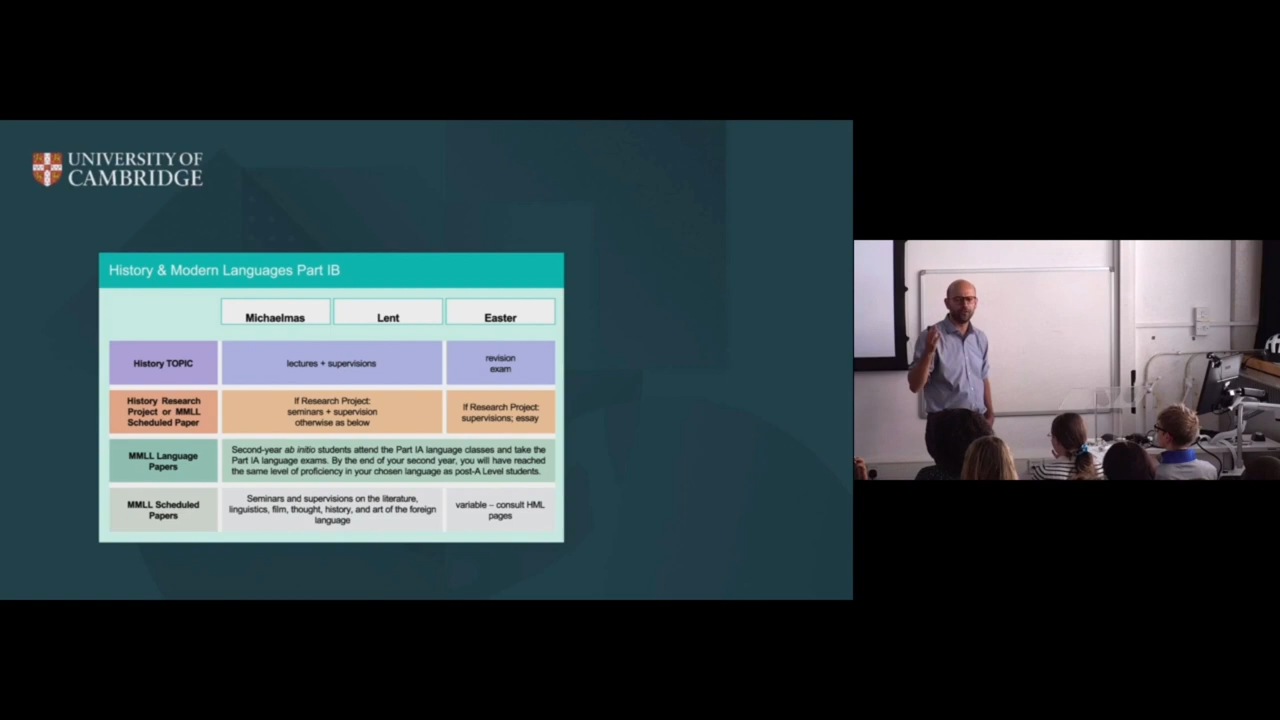 UNIVERSITY OF
CAMBRIDGE
History & Modern Languages Part IB
Michaelmas
Lent
Easter
History TOPIC
lectures + supervisions
revision
exam
History Research
Project or MMLL
Scheduled Paper
If Research Project:
seminars + supervision
otherwise as below
If Research Project:
supervisions; essay
MMLL Language
Papers
Second-year ab initio students attend the Part IA language classes and take the
Part IA language exams. By the end of your second year, you will have reached
the same level of proficiency in your chosen language as post-A Level students.
MMLL Scheduled
Papers
Seminars and supervisions on the literature,
linguistics, film, thought, history, and art of the foreign
language
variable – consult HML
pages